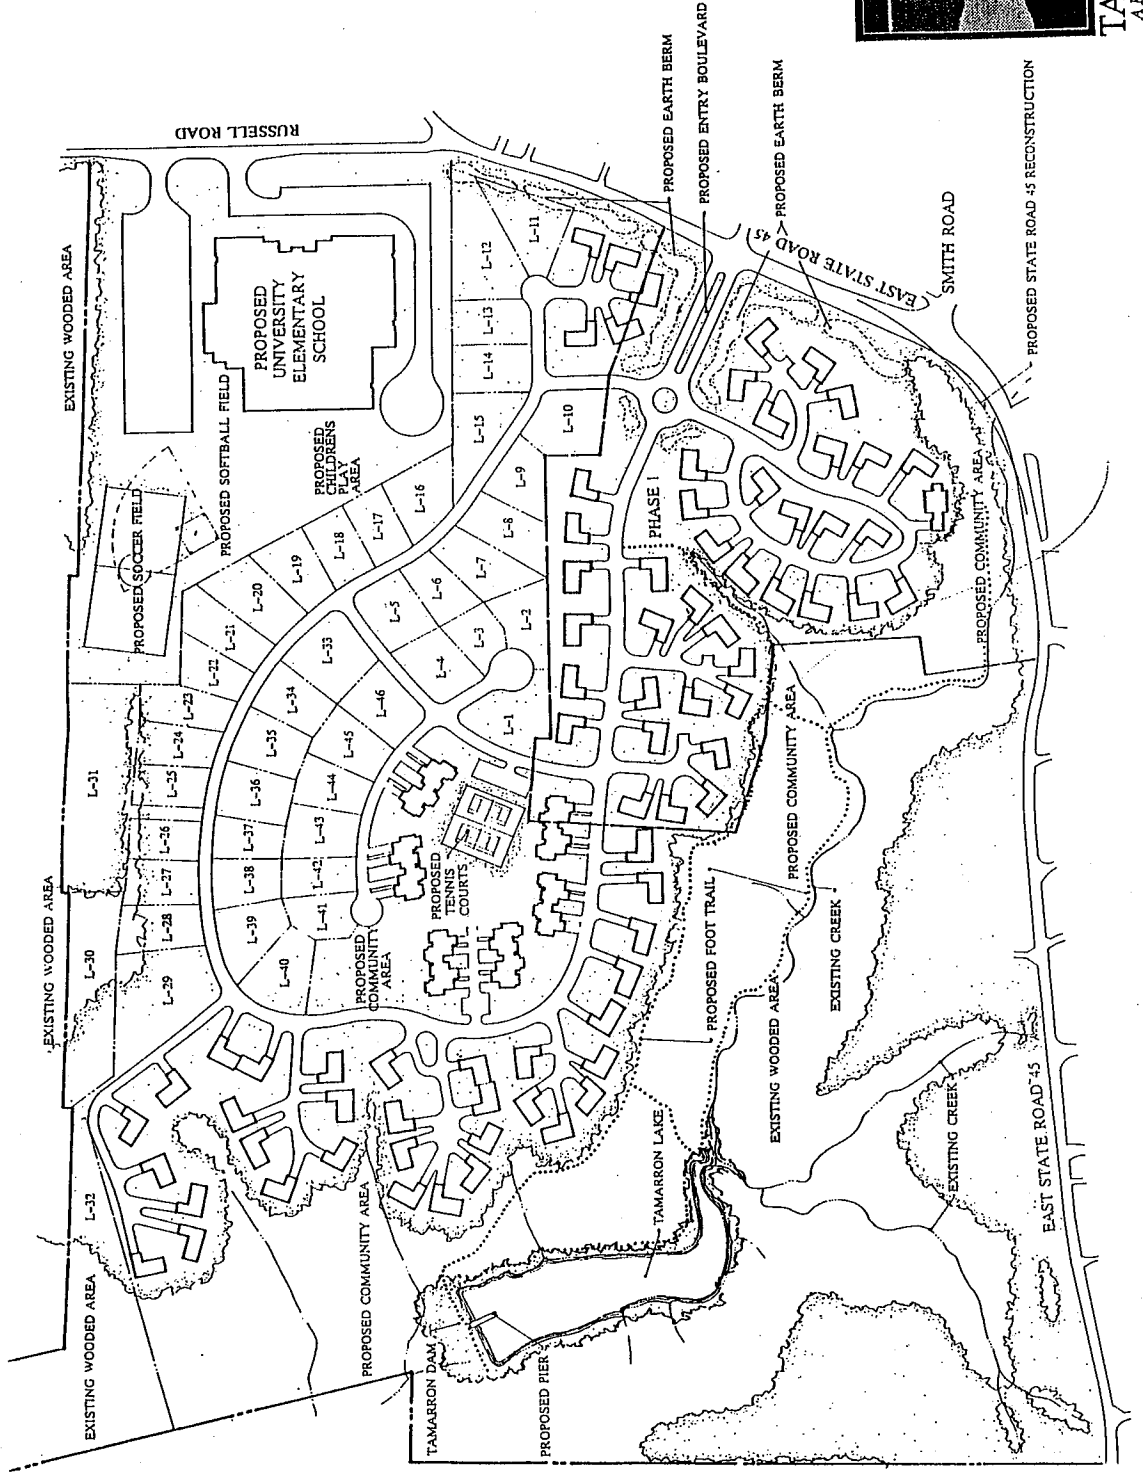 EXISTING WOODED AREA
RUSSELL ROAD
PROPOSED
UNIVERSITY
ELEMENTARY
SCHOOL
PROPOSED SOFTBALL FIELD
PROPOSED SOCCER FIELD
PROPOSED
CHILDRENS
PLAY
AREA
PROPOSED EARTH BERM
PROPOSED ENTRY BOULEVARD
PROPOSED EARTH BERM
EAST STATE ROAD 45
SMITH ROAD
PROPOSED STATE ROAD 45 RECONSTRUCTION
TA
L-11
L-12
L-13
L-14
L-15
L-10
L-16
L-9
L-17
L-8
L-18
L-7
L-19
L-6
L-20
L-5
L-21
L-3
L-2
L-22
L-4
L-33
L-23
L-34
L-46
L-1
L-24
L-35
L-45
L-25
L-36
L-44
L-31
L-26
L-37
L-43
L-27
L-38
L-42
L-28
L-39
L-41
L-30
L-29
L-40
L-32
PHASE 1
PROPOSED COMMUNITY AREA
PROPOSED COMMUNITY AREA
PROPOSED
TENNIS
COURTS
PROPOSED
COMMUNITY
AREA
EXISTING WOODED AREA
PROPOSED FOOT TRAIL
EXISTING CREEK
EXISTING WOODED AREA
TAMARRON LAKE
EXISTING CREEK
EAST STATE ROAD 45
PROPOSED COMMUNITY AREA
EXISTING WOODED AREA
TAMARRON DAM
PROPOSED PIER